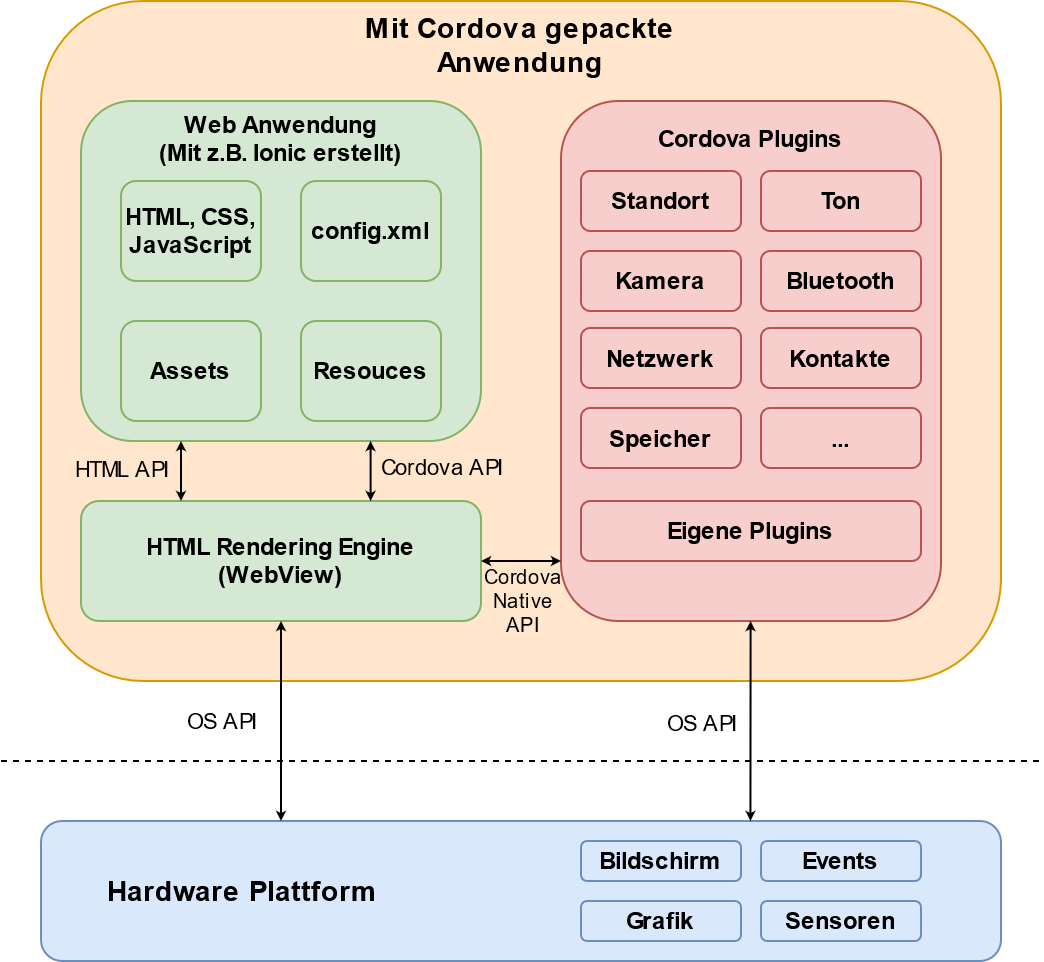 Mit Cordova gepackte
Anwendung
Web Anwendung
(Mit z.B. Ionic erstellt)
HTML, CSS,
JavaScript
config.xml
Assets
Resouces
HTML API
Cordova API
HTML Rendering Engine
(WebView)
Cordova Plugins
Standort
Ton
Kamera
Bluetooth
Netzwerk
Kontakte
Speicher
...
Eigene Plugins
Cordova
Native
API
OS API
OS API
Hardware Plattform
Bildschirm
Events
Grafik
Sensoren